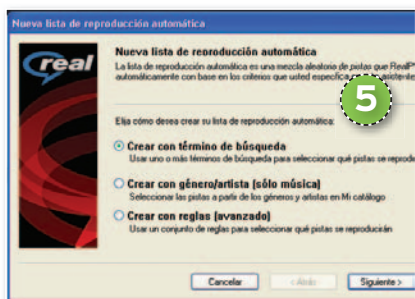 Nueva lista de reproducción automática
real
Nueva lista de reproducción automática
La lista de reproducción automática es una mezcla aleatoria de pistas que RealP
automáticamente con base en los criterios que usted especifica asistente
5
Elija cómo desea crear su lista de reproducción automática:
Crear con término de búsqueda
Usar uno o más términos de búsqueda para seleccionar qué pistas se reprodu
Crear con género/artista (sólo música)
Seleccionar las pistas a partir de los géneros y artistas en Mi catálogo
Crear con reglas (avanzado)
Usar un conjunto de reglas para seleccionar qué pistas se reproducirán
Cancelar
< Atrás
Siguiente >